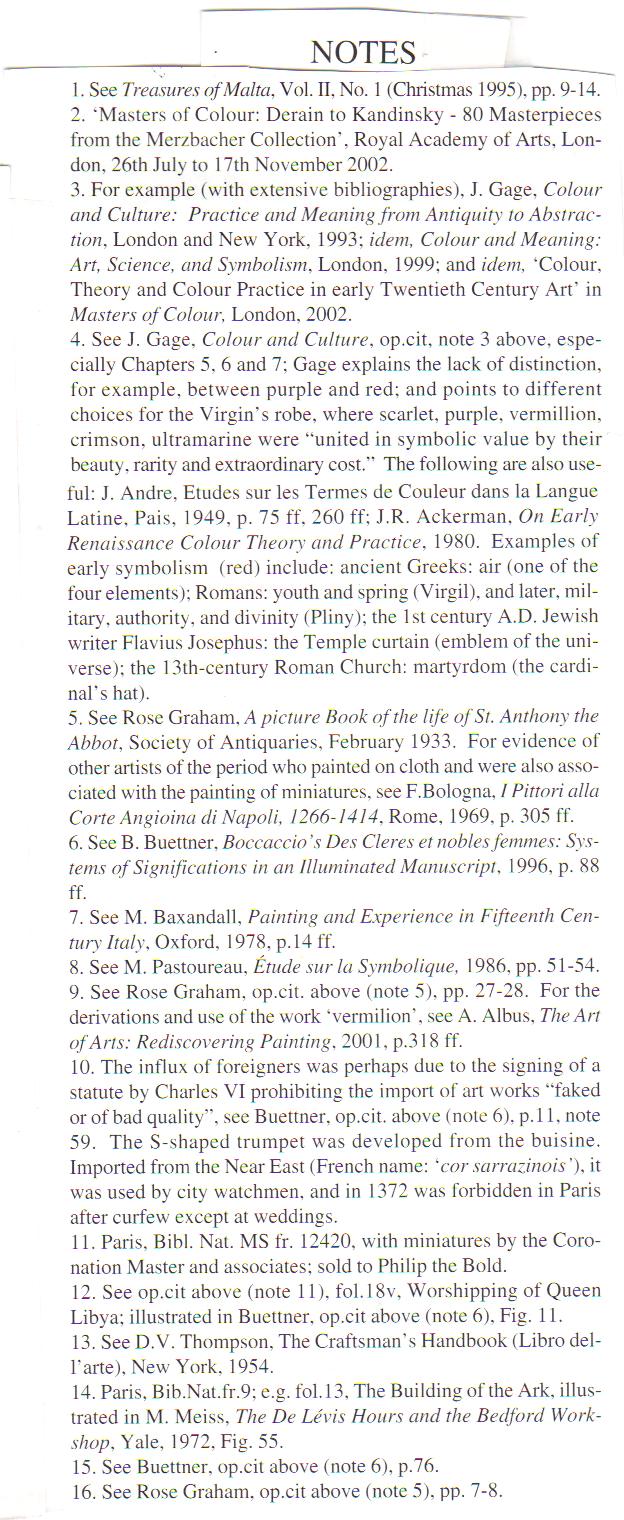 NOTES
1. See Treasures of Malta, Vol. II, No. 1 (Christmas 1995), pp. 9-14.
2. ‘Masters of Colour: Derain to Kandinsky - 80 Masterpieces
from the Merzbacher Collection’, Royal Academy of Arts, Lon-
don, 26th July to 17th November 2002.
3. For example (with extensive bibliographies), J. Gage, Colour
and Culture: Practice and Meaning from Antiquity to Abstrac-
tion, London and New York, 1993; idem, Colour and Meaning:
Art, Science, and Symbolism, London, 1999; and idem, ‘Colour,
Theory and Colour Practice in early Twentieth Century Art’ in
Masters of Colour, London, 2002.
4. See J. Gage, Colour and Culture, op.cit, note 3 above, espe-
cially Chapters 5, 6 and 7; Gage explains the lack of distinction,
for example, between purple and red; and points to different
choices for the Virgin’s robe, where scarlet, purple, vermillion,
crimson, ultramarine were “united in symbolic value by their
beauty, rarity and extraordinary cost.” The following are also use-
ful: J. Andre, Etudes sur les Termes de Couleur dans la Langue
Latine, Pais, 1949, p. 75 ff, 260 ff; J.R. Ackerman, On Early
Renaissance Colour Theory and Practice, 1980. Examples of
early symbolism (red) include: ancient Greeks: air (one of the
four elements); Romans: youth and spring (Virgil), and later, mil-
itary, authority, and divinity (Pliny); the 1st century A.D. Jewish
writer Flavius Josephus: the Temple curtain (emblem of the uni-
verse); the 13th-century Roman Church: martyrdom (the cardi-
nal’s hat).
5. See Rose Graham, A picture Book of the life of St. Anthony the
Abbot, Society of Antiquaries, February 1933. For evidence of
other artists of the period who painted on cloth and were also asso-
ciated with the painting of miniatures, see F.Bologna, I Pittori alla
Corte Angioina di Napoli, 1266-1414, Rome, 1969, p. 305 ff.
6. See B. Buettner, Boccaccio’s Des Cleres et nobles femmes: Sys-
tems of Significations in an Illuminated Manuscript, 1996, p. 88
ff.
7. See M. Baxandall, Painting and Experience in Fifteenth Cen-
tury Italy, Oxford, 1978, p.14 ff.
8. See M. Pastoureau, Étude sur la Symbolique, 1986, pp. 51-54.
9. See Rose Graham, op.cit. above (note 5), pp. 27-28. For the
derivations and use of the work ‘vermilion’, see A. Albus, The Art
of Arts: Rediscovering Painting, 2001, p.318 ff.
10. The influx of foreigners was perhaps due to the signing of a
statute by Charles VI prohibiting the import of art works “faked
or of bad quality”, see Buettner, op.cit. above (note 6), p.11, note
59. The S-shaped trumpet was developed from the buisine.
Imported from the Near East (French name: ‘cor sarrazinois’), it
was used by city watchmen, and in 1372 was forbidden in Paris
after curfew except at weddings.
11. Paris, Bibl. Nat. MS fr. 12420, with miniatures by the Coro-
nation Master and associates; sold to Philip the Bold.
12. See op.cit above (note 11), fol.18v, Worshipping of Queen
Libya; illustrated in Buettner, op.cit above (note 6), Fig. 11.
13. See D.V. Thompson, The Craftsman’s Handbook (Libro del-
l’arte), New York, 1954.
14. Paris, Bib.Nat.fr.9; e.g. fol.13, The Building of the Ark, illus-
trated in M. Meiss, The De Lévis Hours and the Bedford Work-
shop, Yale, 1972, Fig. 55.
15. See Buettner, op.cit above (note 6), p.76.
16. See Rose Graham, op.cit above (note 5), pp. 7-8.